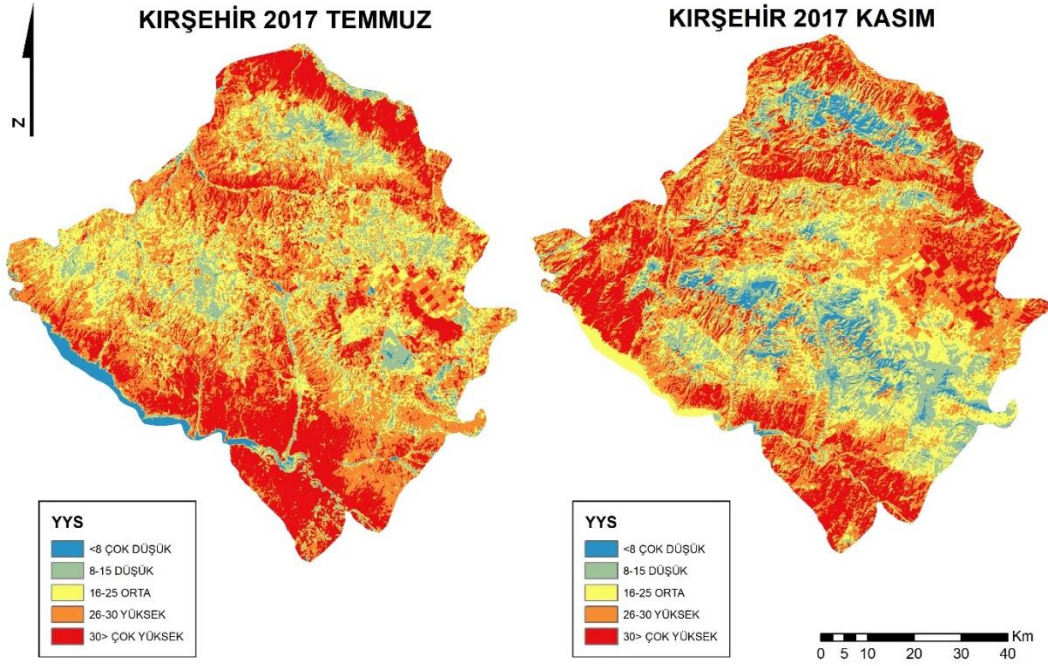 KIRŞEHİR 2017 TEMMUZ
KIRŞEHİR 2017 KASIM
N
YYS
<8 ÇOK DÜŞÜK
8-15 DÜŞÜK
16-25 ORTA
26-30 YÜKSEK
30> ÇOK YÜKSEK
YYS
<8 ÇOK DÜŞÜK
8-15 DÜŞÜK
16-25 ORTA
26-30 YÜKSEK
30> ÇOK YÜKSEK
Km
0 5 10 20 30 40